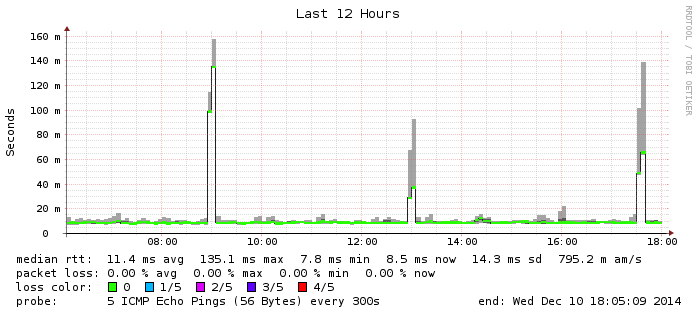 Last 12 Hours
RRDTOOL / TOBI OETIKER
Seconds
160 m
140 m
120 m
100 m
80 m
60 m
40 m
20 m
0
08:00 10:00 12:00 14:00 16:00 18:00
median rtt: 11.4 ms avg 135.1 ms max 7.8 ms min 8.5 ms now 14.3 ms sd 795.2 m am/s
packet loss: 0.00 % avg 0.00 % max 0.00 % min 0.00 % now
loss color: 0 1/5 2/5 3/5 4/5
probe: 5 ICMP Echo Pings (56 Bytes) every 300s end: Wed Dec 10 18:05:09 2014